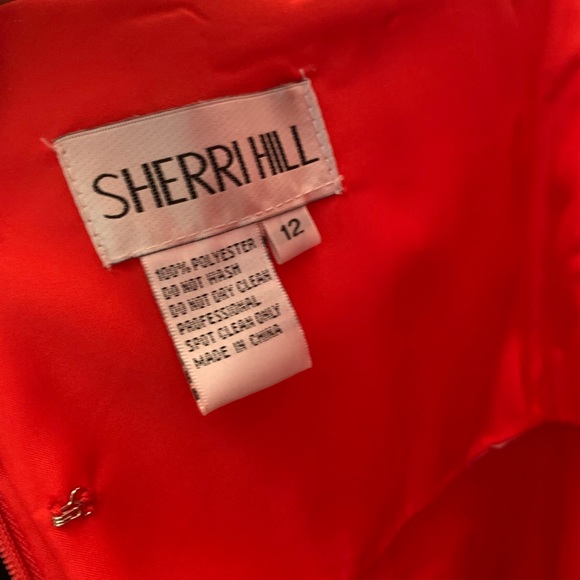 SHERRI HILL
12
100% POLYESTER
DO NOT WASH
DO NOT DRY CLEAN
PROFESSIONAL
SPOT CLEAN ONLY
MADE IN CHINA